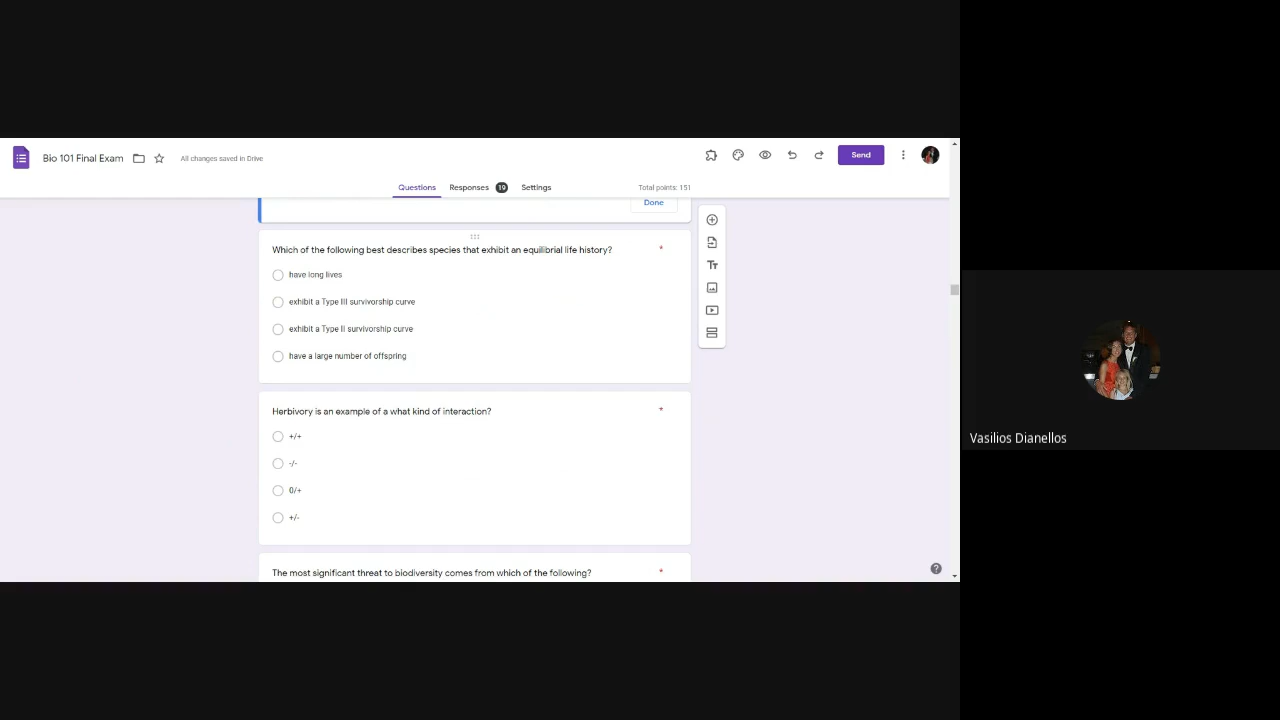 Bio 101 Final Exam
All changes saved in Drive
Send
Questions
Responses 19
Settings
Total points: 151
Done
Which of the following best describes species that exhibit an equilibrial life history? *
have long lives
exhibit a Type III survivorship curve
exhibit a Type II survivorship curve
have a large number of offspring
Herbivory is an example of a what kind of interaction? *
+/+
-/-
0/+
+/-
The most significant threat to biodiversity comes from which of the following? *
Tт
Vasilios Dianellos